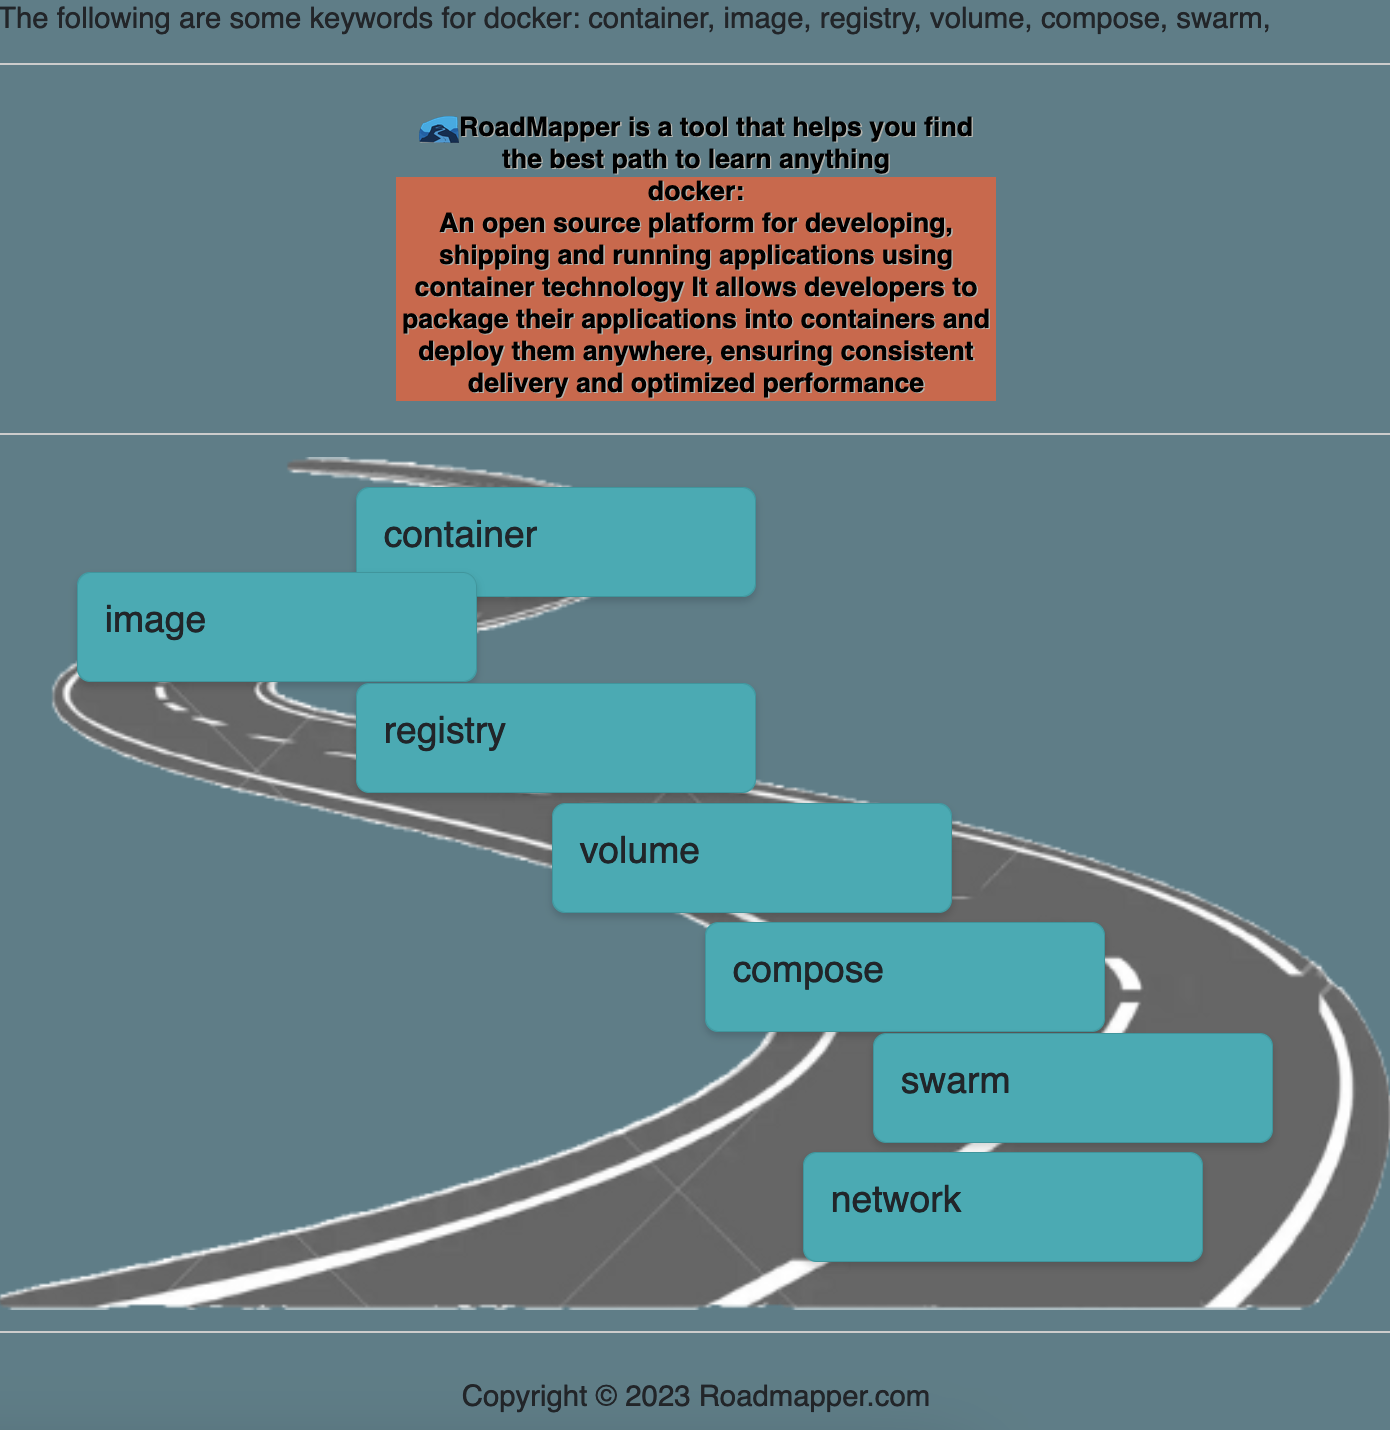 The following are some keywords for docker: container, image, registry, volume, compose, swarm,
RoadMapper is a tool that helps you find
the best path to learn anything
docker:
An open source platform for developing,
shipping and running applications using
container technology It allows developers to
package their applications into containers and
deploy them anywhere, ensuring consistent
delivery and optimized performance
container
image
registry
volume
compose
swarm
network
Copyright © 2023 Roadmapper.com